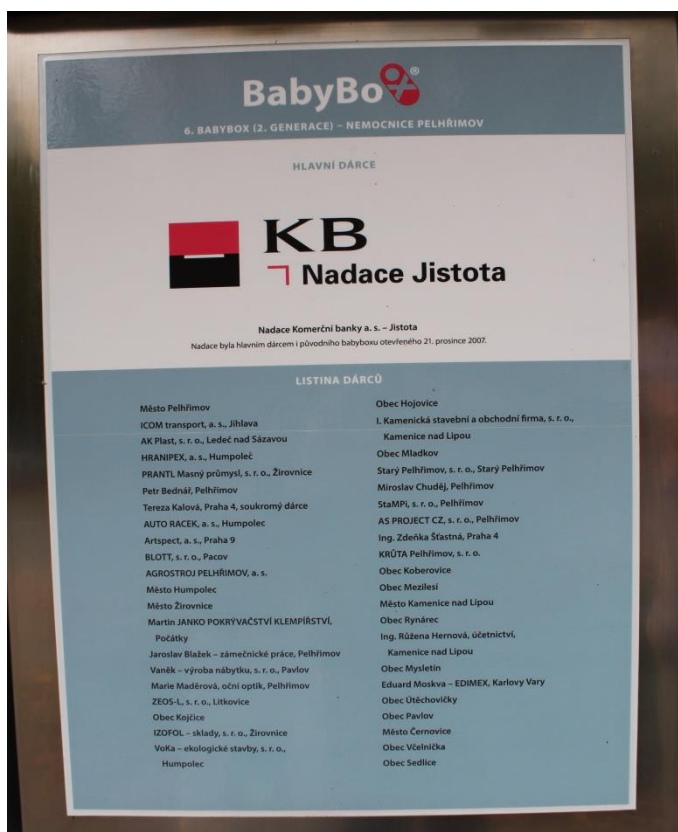 BabyBox®
6. BABYBOX (2. GENERACE) – NEMOCNICE PELHŘIMOV
HLAVNÍ DÁRCE
KB
Nadace Jistota
Nadace Komerční banky a. s. – Jistota
Nadace byla hlavním dárcem i původního babyboxu otevřeného 21. prosince 2007.
LISTINA DÁRCŮ
Město Pelhřimov
ICOM transport, a. s., Jihlava
AK Plast, s. r. o., Ledeč nad Sázavou
HRANIPEX, a. s., Humpoleč
PRANTL Masný průmysl, s. r. o., Žirovnice
Petr Bednář, Pelhřimov
Tereza Kalová, Praha 4, soukromý dárce
AUTO RACEK, a. s., Humpolec
Artspect, a. s., Praha 9
BLOTT, s. r. o., Pacov
AGROSTROJ PELHŘIMOV, a. s.
Město Humpolec
Město Žirovnice
Martin JANKO POKRÝVAČSTVÍ KLEMPÍŘSTVÍ,
Počátky
Jaroslav Blažek – zámečnické práce, Pelhřimov
Vaněk – výroba nábytku, s. r. o., Pavlov
Marie Maděrová, oční optik, Pelhřimov
ZEOS-L, s. r. o., Litkovice
Obec Kojčice
IZOFOL – sklady, s. r. o., Žirovnice
VoKa – ekologické stavby, s. r. o.,
Humpolec
Obec Hojovice
I. Kamenická stavební a obchodní firma, s. r. o.,
Kamenice nad Lipou
Obec Mladkov
Starý Pelhřimov, s. r. o., Starý Pelhřimov
Miroslav Chuděj, Pelhřimov
StaMPi, s. r. o., Pelhřimov
AS PROJECT CZ, s. r. o., Pelhřimov
Ing. Zdeňka Šťastná, Praha 4
KRŮTA Pelhřimov, s. r. o.
Obec Koberovice
Obec Mezilesí
Město Kamenice nad Lipou
Obec Rynárec
Ing. Růžena Hernová, účetnictví,
Kamenice nad Lipou
Obec Mysletín
Eduard Moskva – EDIMEX, Karlovy Vary
Obec Útěchovičky
Obec Pavlov
Město Černovice
Obec Včelnička
Obec Sedlice